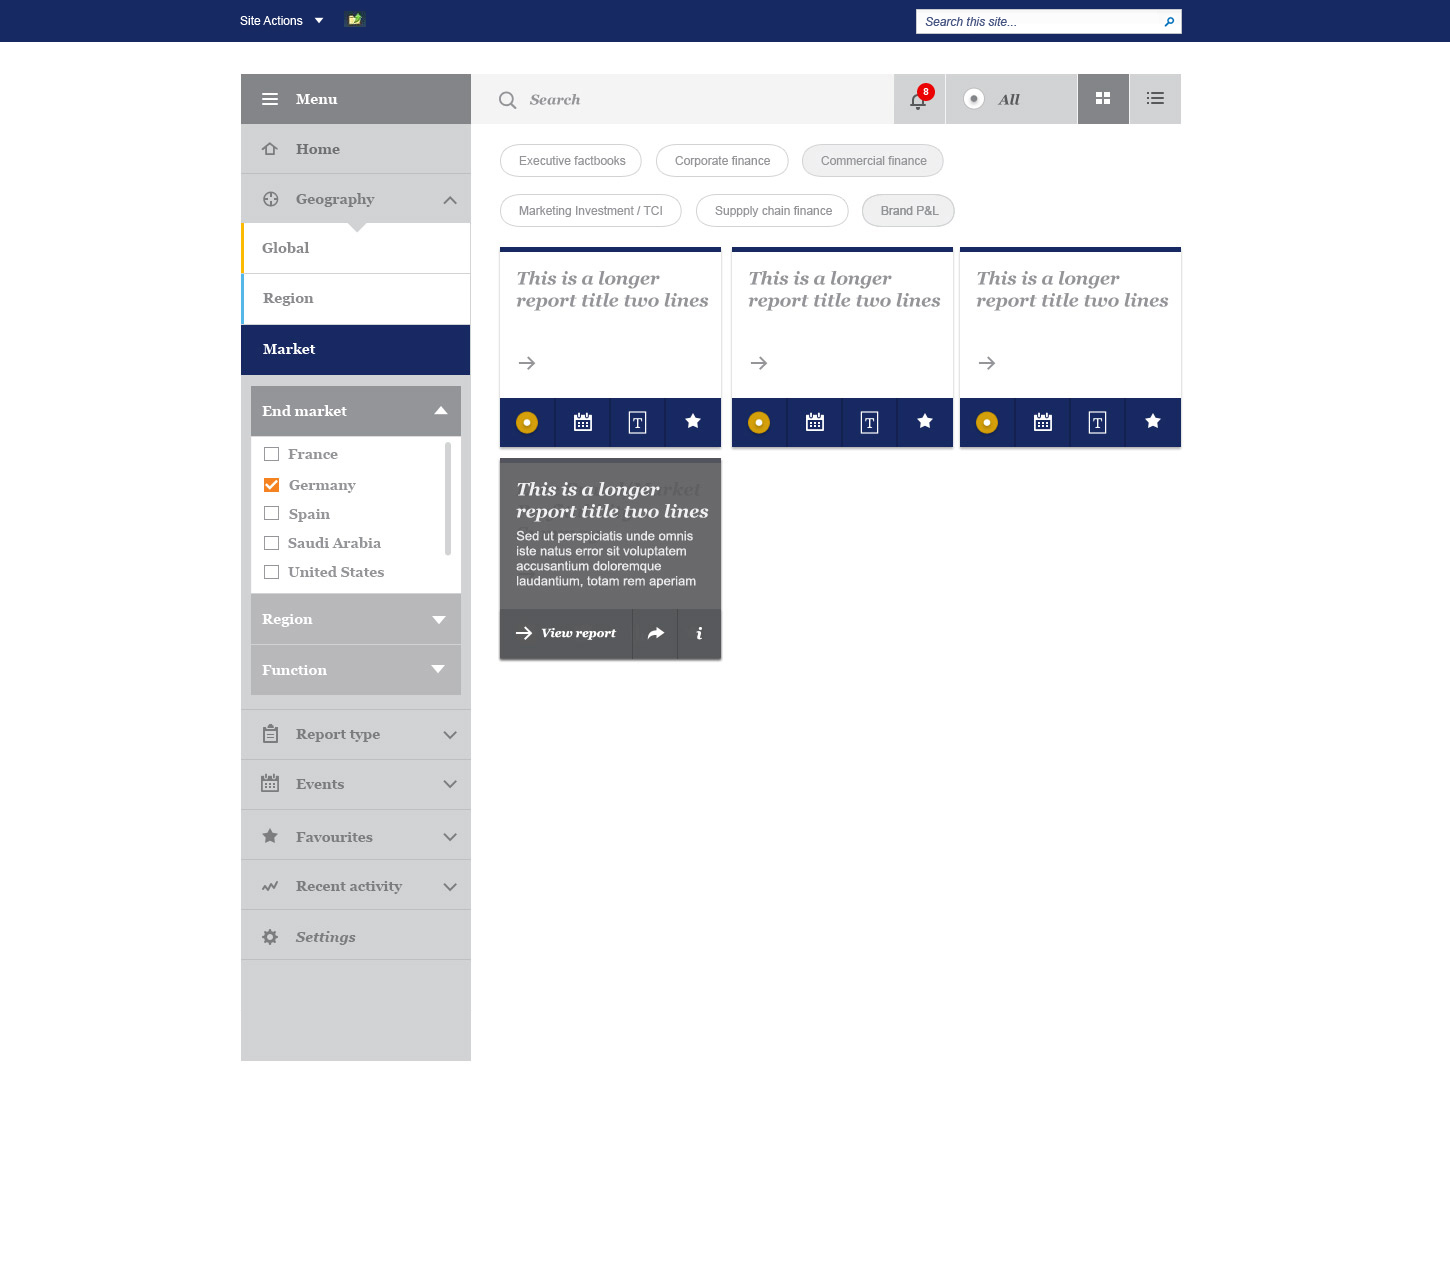 Site Actions
Search this site...
Menu
Search
8
All
Home
Executive factbooks
Corporate finance
Commercial finance
Geography
Marketing Investment / TCI
Suppply chain finance
Brand P&L
Global
Region
Market
This is a longer
report title two lines
This is a longer
report title two lines
This is a longer
report title two lines
T
T
T
End market
France
Germany
Spain
Saudi Arabia
United States
Region
Function
This is a longer
report title two lines
Sed ut perspiciatis unde omnis
iste natus error sit voluptatem
accusantium doloremque
laudantium, totam rem aperiam
View report
i
Report type
Events
Favourites
Recent activity
Settings